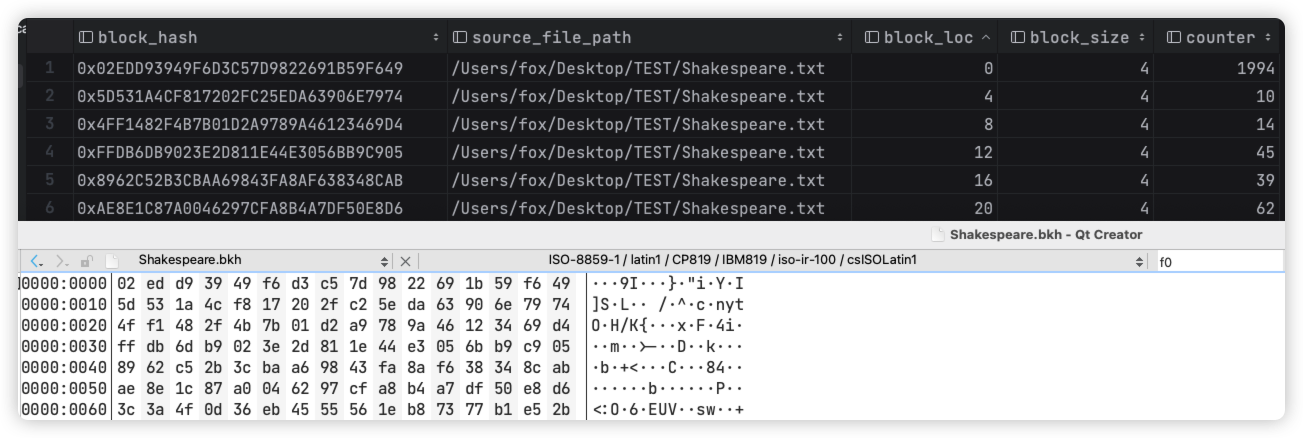 block_hash source_file_path block_loc block_size counter
1 0x02EDD93949F6D3C57D9822691B59F649 /Users/fox/Desktop/TEST/Shakespeare.txt 0 4 1994
2 0x5D531A4CF817202FC25EDA63906E7974 /Users/fox/Desktop/TEST/Shakespeare.txt 4 4 10
3 0x4FF1482F4B7B01D2A9789A46123469D4 /Users/fox/Desktop/TEST/Shakespeare.txt 8 4 14
4 0xFFDB6DB9023E2D811E44E3056BB9C905 /Users/fox/Desktop/TEST/Shakespeare.txt 12 4 45
5 0x8962C52B3CBAA69843FA8AF638348CAB /Users/fox/Desktop/TEST/Shakespeare.txt 16 4 39
6 0xAE8E1C87A0046297CFA8B4A7DF50E8D6 /Users/fox/Desktop/TEST/Shakespeare.txt 20 4 62
Shakespeare.bkh - Qt Creator
Shakespeare.bkh ISO-8859-1 / latin1 / CP819 / IBM819 / iso-ir-100 / csISOLatin1 f0
0000:0000 02 ed d9 39 49 f6 d3 c5 7d 98 22 69 1b 59 f6 49 ···9I···}·"i·Y·I
0000:0010 5d 53 1a 4c f8 17 20 2f c2 5e da 63 90 6e 79 74 ]S·L·· /·^·c·nyt
0000:0020 4f f1 48 2f 4b 7b 01 d2 a9 78 9a 46 12 34 69 d4 O·H/K{···x·F·4i·
0000:0030 ff db 6d b9 02 3e 2d 81 1e 44 e3 05 6b b9 c9 05 ··m··>-··D··k···
0000:0040 89 62 c5 2b 3c ba a6 98 43 fa 8a f6 38 34 8c ab ·b·+<···C···84··
0000:0050 ae 8e 1c 87 a0 04 62 97 cf a8 b4 a7 df 50 e8 d6 ······b······P··
0000:0060 3c 3a 4f 0d 36 eb 45 55 56 1e b8 73 77 b1 e5 2b <:O·6·EUV··sw··+